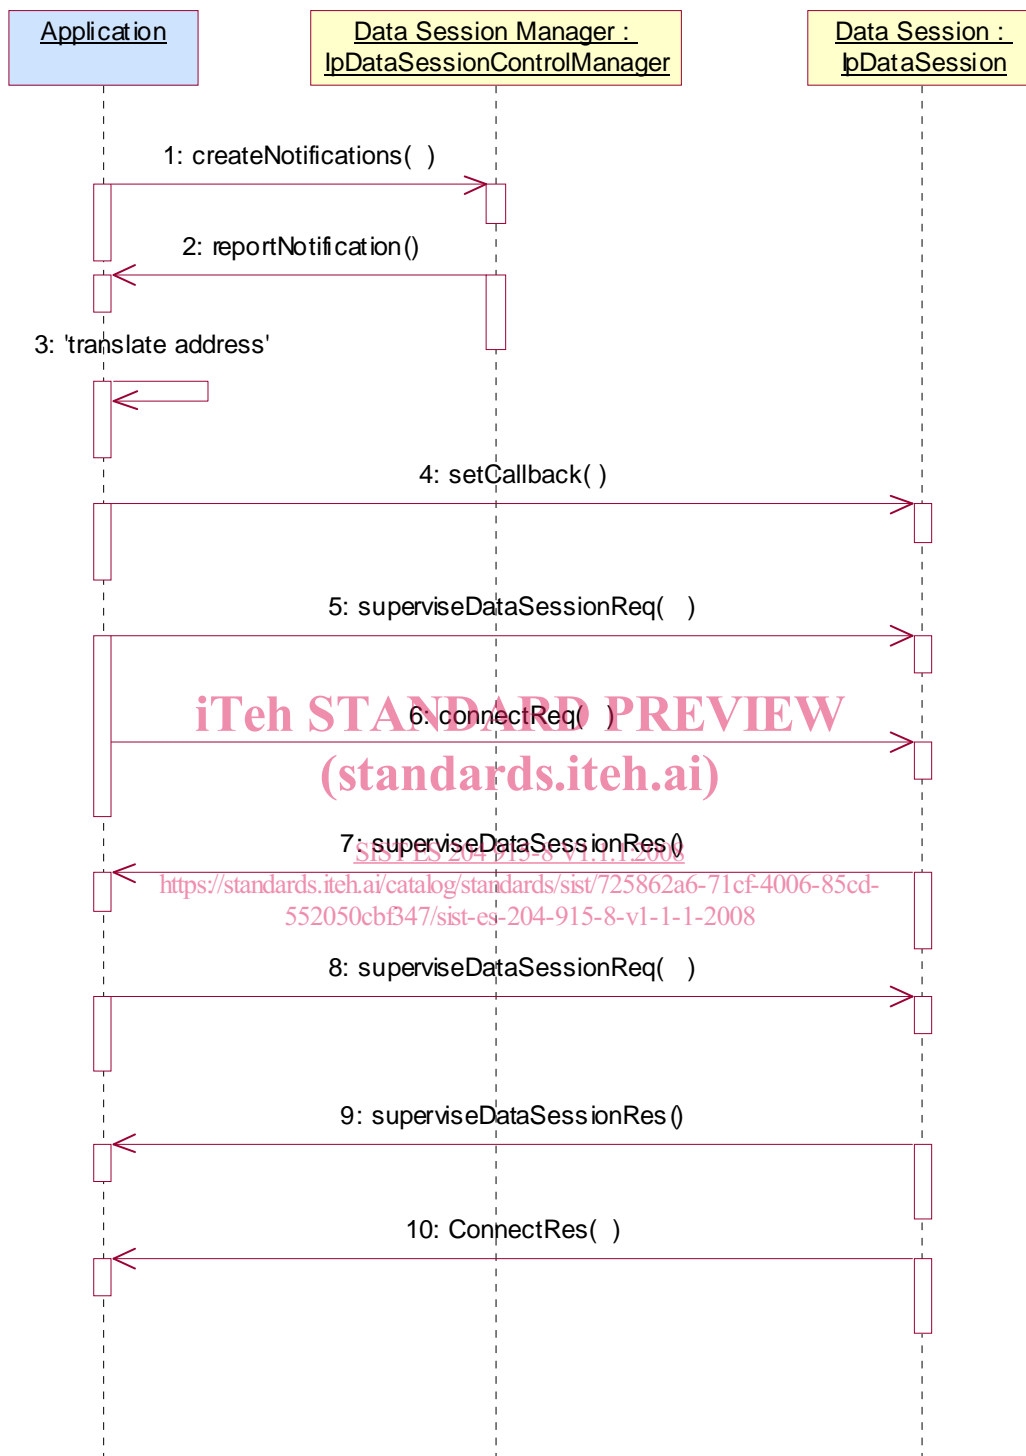 Application
Data Session Manager :
IpDataSessionControlManager
Data Session :
IpDataSession
1: createNotifications( )
2: reportNotification()
3: 'translate address'
4: setCallback( )
5: superviseDataSessionReq( )
iTeh STANDARD PREVIEW
6: connectReq( )
(standards.iteh.ai)
7: superviseDataSessionRes()
SIST ES 204 915-8 V1.1.1:2008
https://standards.iteh.ai/catalog/standards/sist/725862a6-71cf-4006-85cd-
552050cbf347/sist-es-204-915-8-v1-1-1-2008
8: superviseDataSessionReq( )
9: superviseDataSessionRes()
10: ConnectRes( )